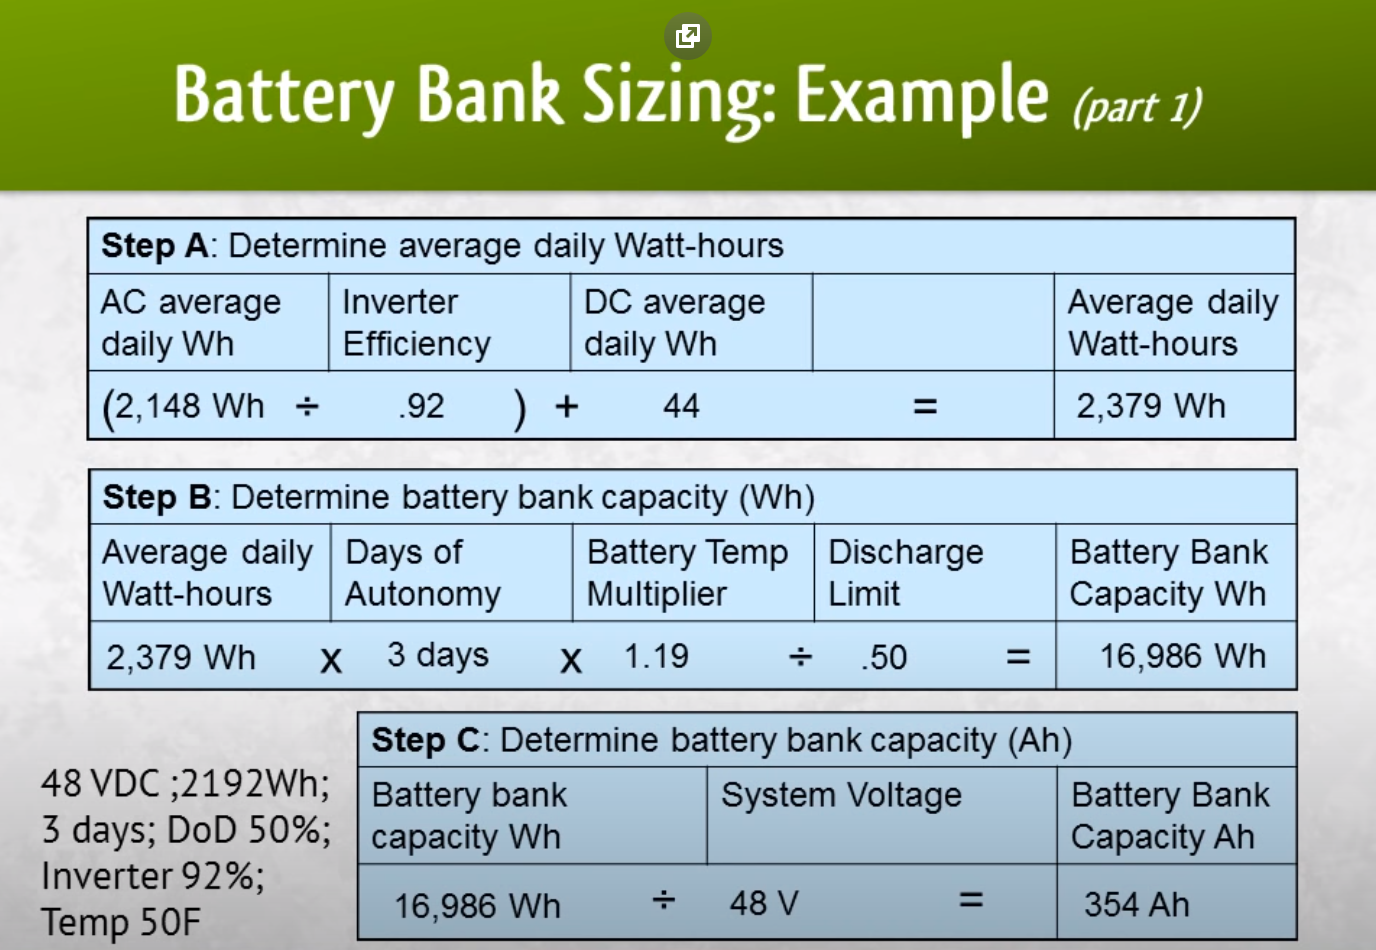 Battery Bank Sizing: Example (part 1)
Step A: Determine average daily Watt-hours
AC average daily Wh
Inverter Efficiency
DC average daily Wh
Average daily Watt-hours
(2,148 Wh ÷ .92 ) + 44 = 2,379 Wh
Step B: Determine battery bank capacity (Wh)
Average daily Watt-hours
Days of Autonomy
Battery Temp Multiplier
Discharge Limit
Battery Bank Capacity Wh
2,379 Wh x 3 days x 1.19 ÷ .50 = 16,986 Wh
48 VDC ;2192Wh;
3 days; DoD 50%;
Inverter 92%;
Temp 50F
Step C: Determine battery bank capacity (Ah)
Battery bank capacity Wh
System Voltage
Battery Bank Capacity Ah
16,986 Wh ÷ 48 V = 354 Ah